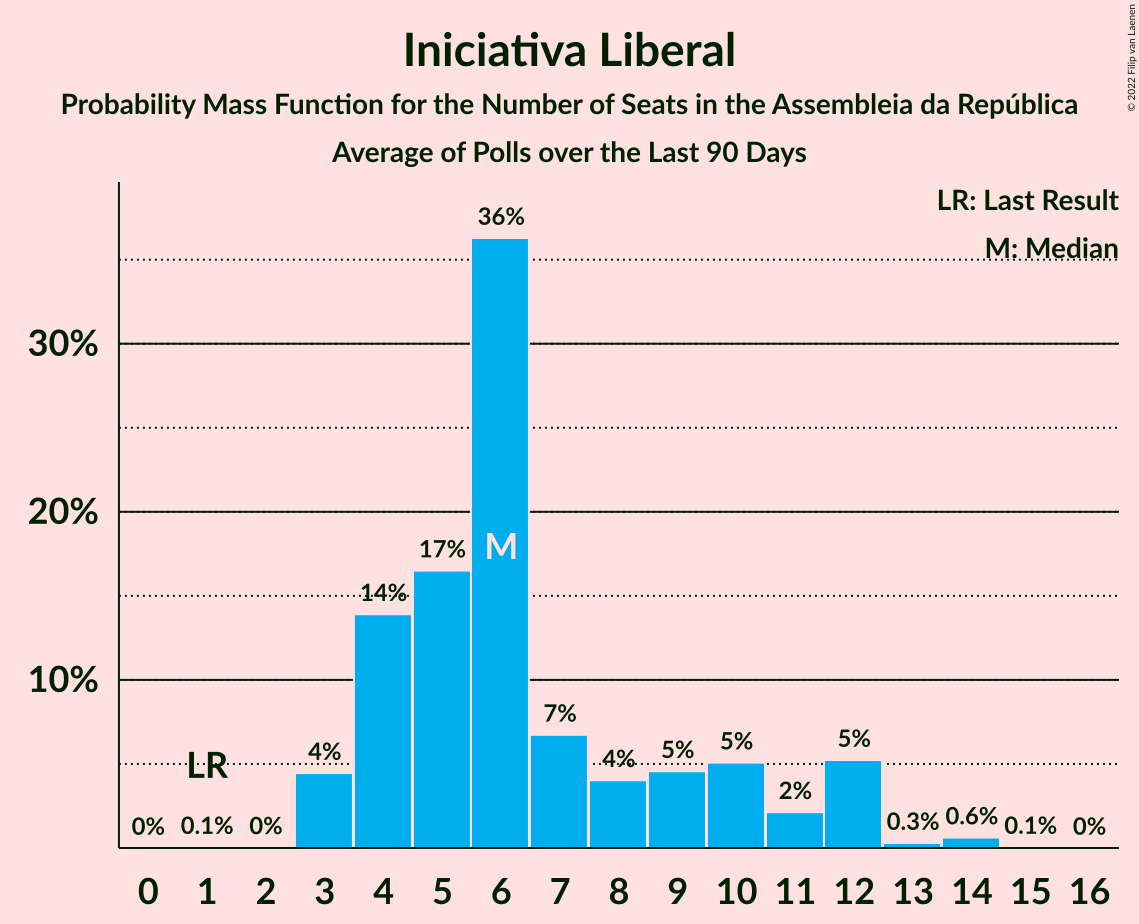 Iniciativa Liberal
Probability Mass Function for the Number of Seats in the Assembleia da República
Average of Polls over the Last 90 Days
© 2022 Filip van Laenen
LR: Last Result
M: Median
30%
20%
10%
0%
0.1%
LR
0%
4%
14%
17%
36%
M
7%
4%
5%
5%
2%
5%
0.3%
0.6%
0.1%
0%
0 1 2 3 4 5 6 7 8 9 10 11 12 13 14 15 16